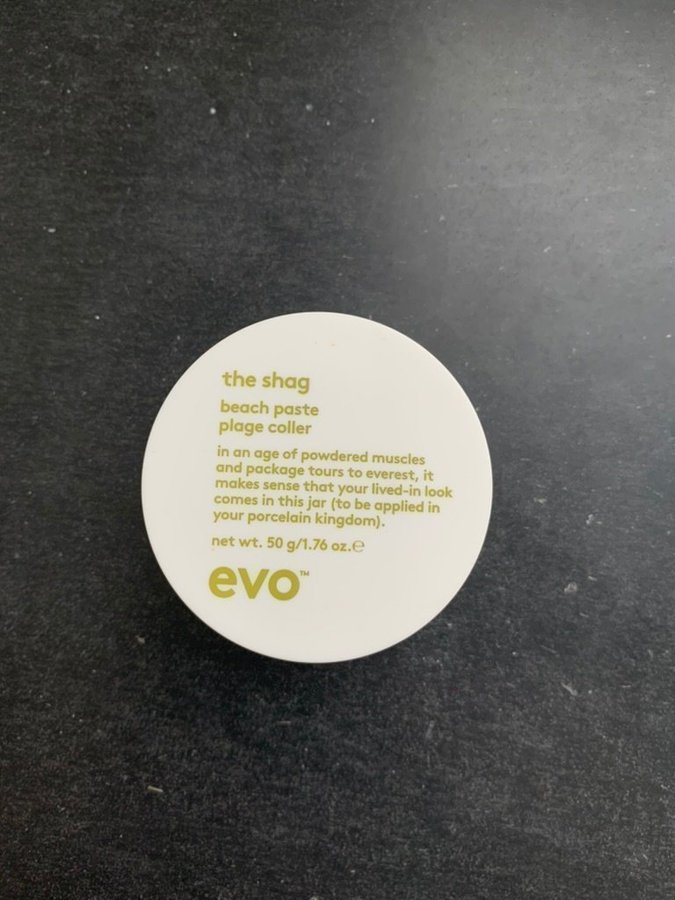 the shag
beach paste
plage coller
in an age of powdered muscles
and package tours to everest, it
makes sense that your lived-in look
comes in this jar (to be applied in
your porcelain kingdom).
net wt. 50 g/1.76 oz.℮
evo™